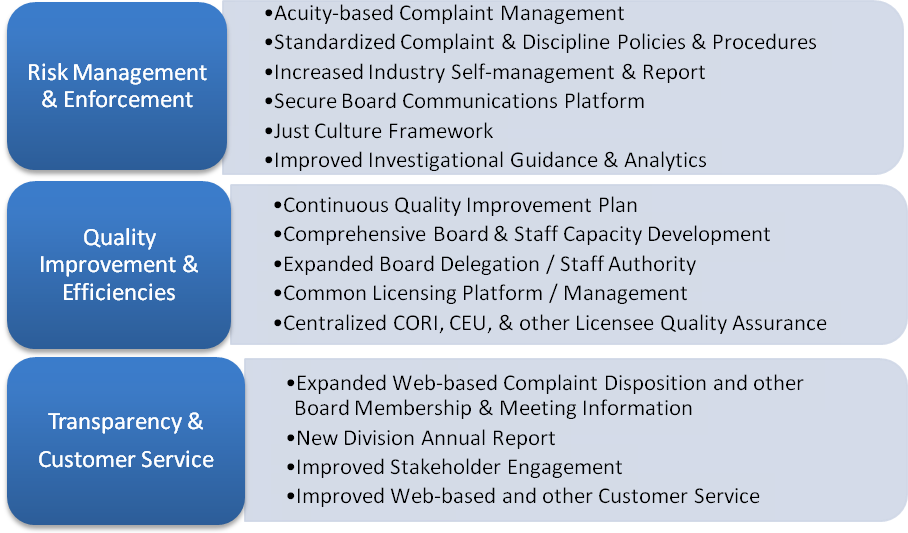 Risk Management
& Enforcement
•Acuity-based Complaint Management
•Standardized Complaint & Discipline Policies & Procedures
•Increased Industry Self-management & Report
•Secure Board Communications Platform
•Just Culture Framework
•Improved Investigational Guidance & Analytics
Quality
Improvement &
Efficiencies
•Continuous Quality Improvement Plan
•Comprehensive Board & Staff Capacity Development
•Expanded Board Delegation / Staff Authority
•Common Licensing Platform / Management
•Centralized CORI, CEU, & other Licensee Quality Assurance
Transparency &
Customer Service
•Expanded Web-based Complaint Disposition and other
Board Membership & Meeting Information
•New Division Annual Report
•Improved Stakeholder Engagement
•Improved Web-based and other Customer Service